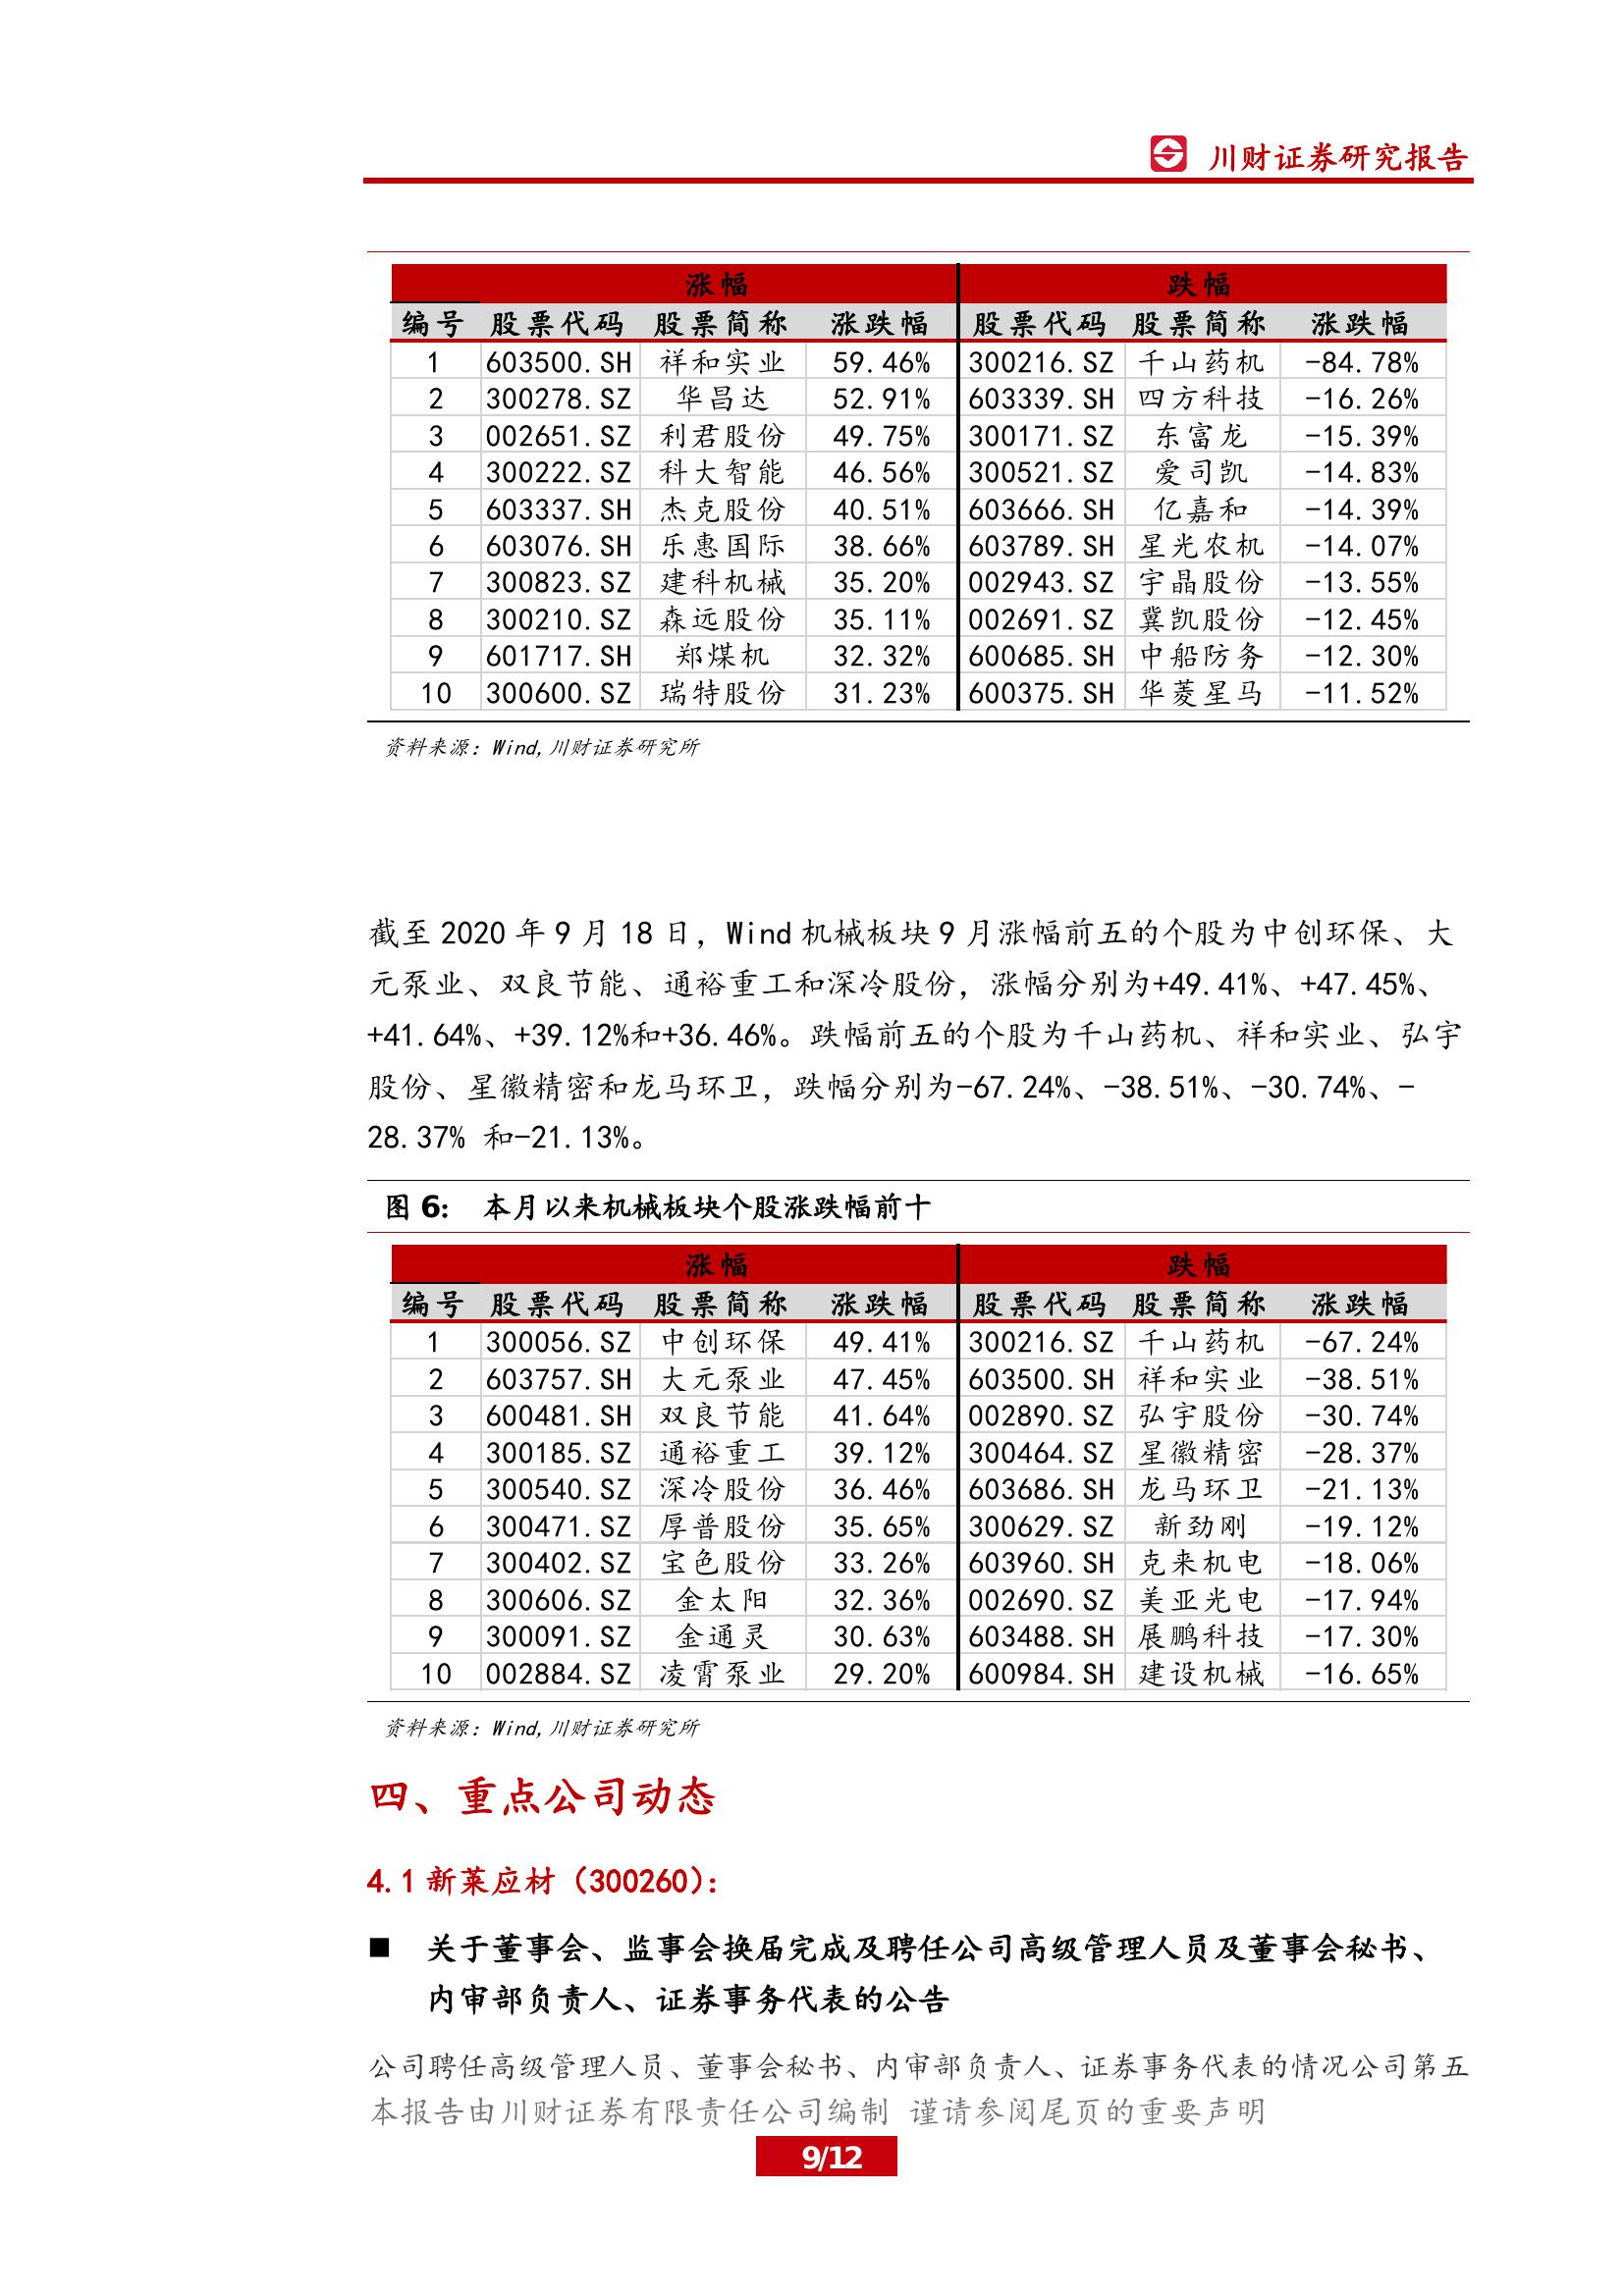 川财证券研究报告
涨幅 跌幅
编号 股票代码 股票简称 涨跌幅 股票代码 股票简称 涨跌幅
1 603500.SH 祥和实业 59.46% 300216.SZ 千山药机 -84.78%
2 300278.SZ 华昌达 52.91% 603339.SH 四方科技 -16.26%
3 002651.SZ 利君股份 49.75% 300171.SZ 东富龙 -15.39%
4 300222.SZ 科大智能 46.56% 300521.SZ 爱司凯 -14.83%
5 603337.SH 杰克股份 40.51% 603666.SH 亿嘉和 -14.39%
6 603076.SH 乐惠国际 38.66% 603789.SH 星光农机 -14.07%
7 300823.SZ 建科机械 35.20% 002943.SZ 宇晶股份 -13.55%
8 300210.SZ 森远股份 35.11% 002691.SZ 冀凯股份 -12.45%
9 601717.SH 郑煤机 32.32% 600685.SH 中船防务 -12.30%
10 300600.SZ 瑞特股份 31.23% 600375.SH 华菱星马 -11.52%
资料来源：Wind,川财证券研究所
截至 2020 年 9 月 18 日，Wind 机械板块 9 月涨幅前五的个股为中创环保、大
元泵业、双良节能、通裕重工和深冷股份，涨幅分别为+49.41%、+47.45%、
+41.64%、+39.12%和+36.46%。跌幅前五的个股为千山药机、祥和实业、弘宇
股份、星徽精密和龙马环卫，跌幅分别为-67.24%、-38.51%、-30.74%、-
28.37% 和-21.13%。
图 6： 本月以来机械板块个股涨跌幅前十
涨幅 跌幅
编号 股票代码 股票简称 涨跌幅 股票代码 股票简称 涨跌幅
1 300056.SZ 中创环保 49.41% 300216.SZ 千山药机 -67.24%
2 603757.SH 大元泵业 47.45% 603500.SH 祥和实业 -38.51%
3 600481.SH 双良节能 41.64% 002890.SZ 弘宇股份 -30.74%
4 300185.SZ 通裕重工 39.12% 300464.SZ 星徽精密 -28.37%
5 300540.SZ 深冷股份 36.46% 603686.SH 龙马环卫 -21.13%
6 300471.SZ 厚普股份 35.65% 300629.SZ 新劲刚 -19.12%
7 300402.SZ 宝色股份 33.26% 603960.SH 克来机电 -18.06%
8 300606.SZ 金太阳 32.36% 002690.SZ 美亚光电 -17.94%
9 300091.SZ 金通灵 30.63% 603488.SH 展鹏科技 -17.30%
10 002884.SZ 凌霄泵业 29.20% 600984.SH 建设机械 -16.65%
资料来源：Wind,川财证券研究所
四、重点公司动态
4.1 新莱应材（300260）：
■ 关于董事会、监事会换届完成及聘任公司高级管理人员及董事会秘书、
内审部负责人、证券事务代表的公告
公司聘任高级管理人员、董事会秘书、内审部负责人、证券事务代表的情况公司第五
本报告由川财证券有限责任公司编制 谨请参阅尾页的重要声明
9/12